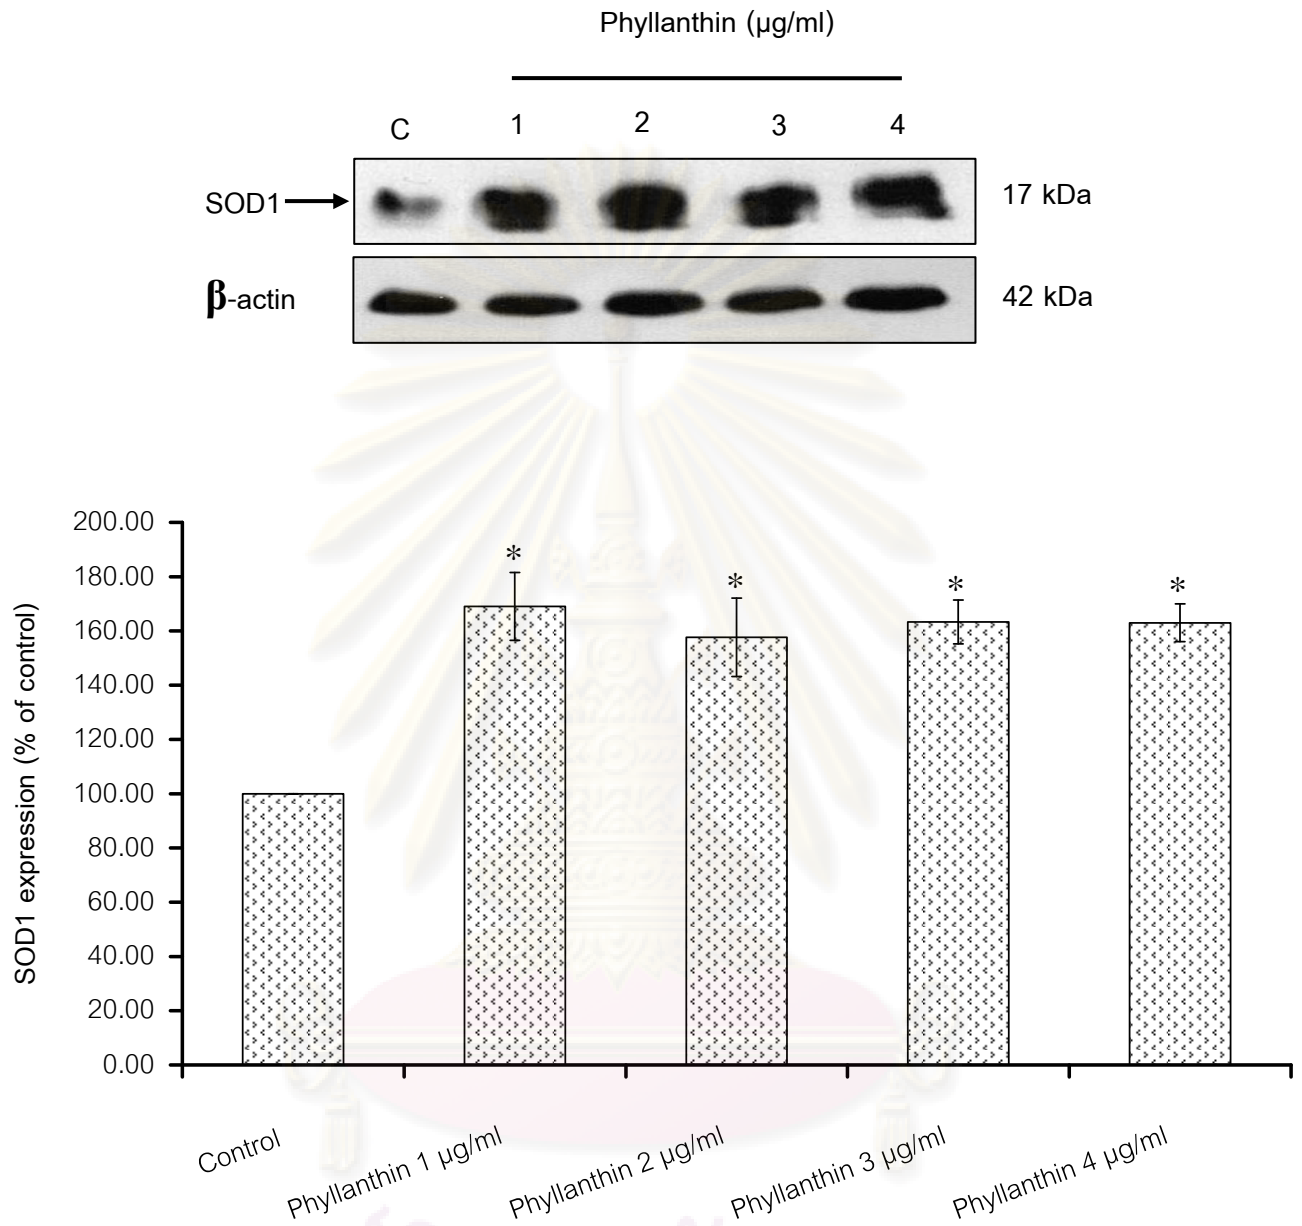 Phyllanthin (µg/ml)
C 1 2 3 4
SOD1 17 kDa
β-actin 42 kDa
SOD1 expression (% of control)
200.00
180.00
160.00
140.00
120.00
100.00
80.00
60.00
40.00
20.00
0.00
* * * *
Control
Phyllanthin 1 µg/ml
Phyllanthin 2 µg/ml
Phyllanthin 3 µg/ml
Phyllanthin 4 µg/ml